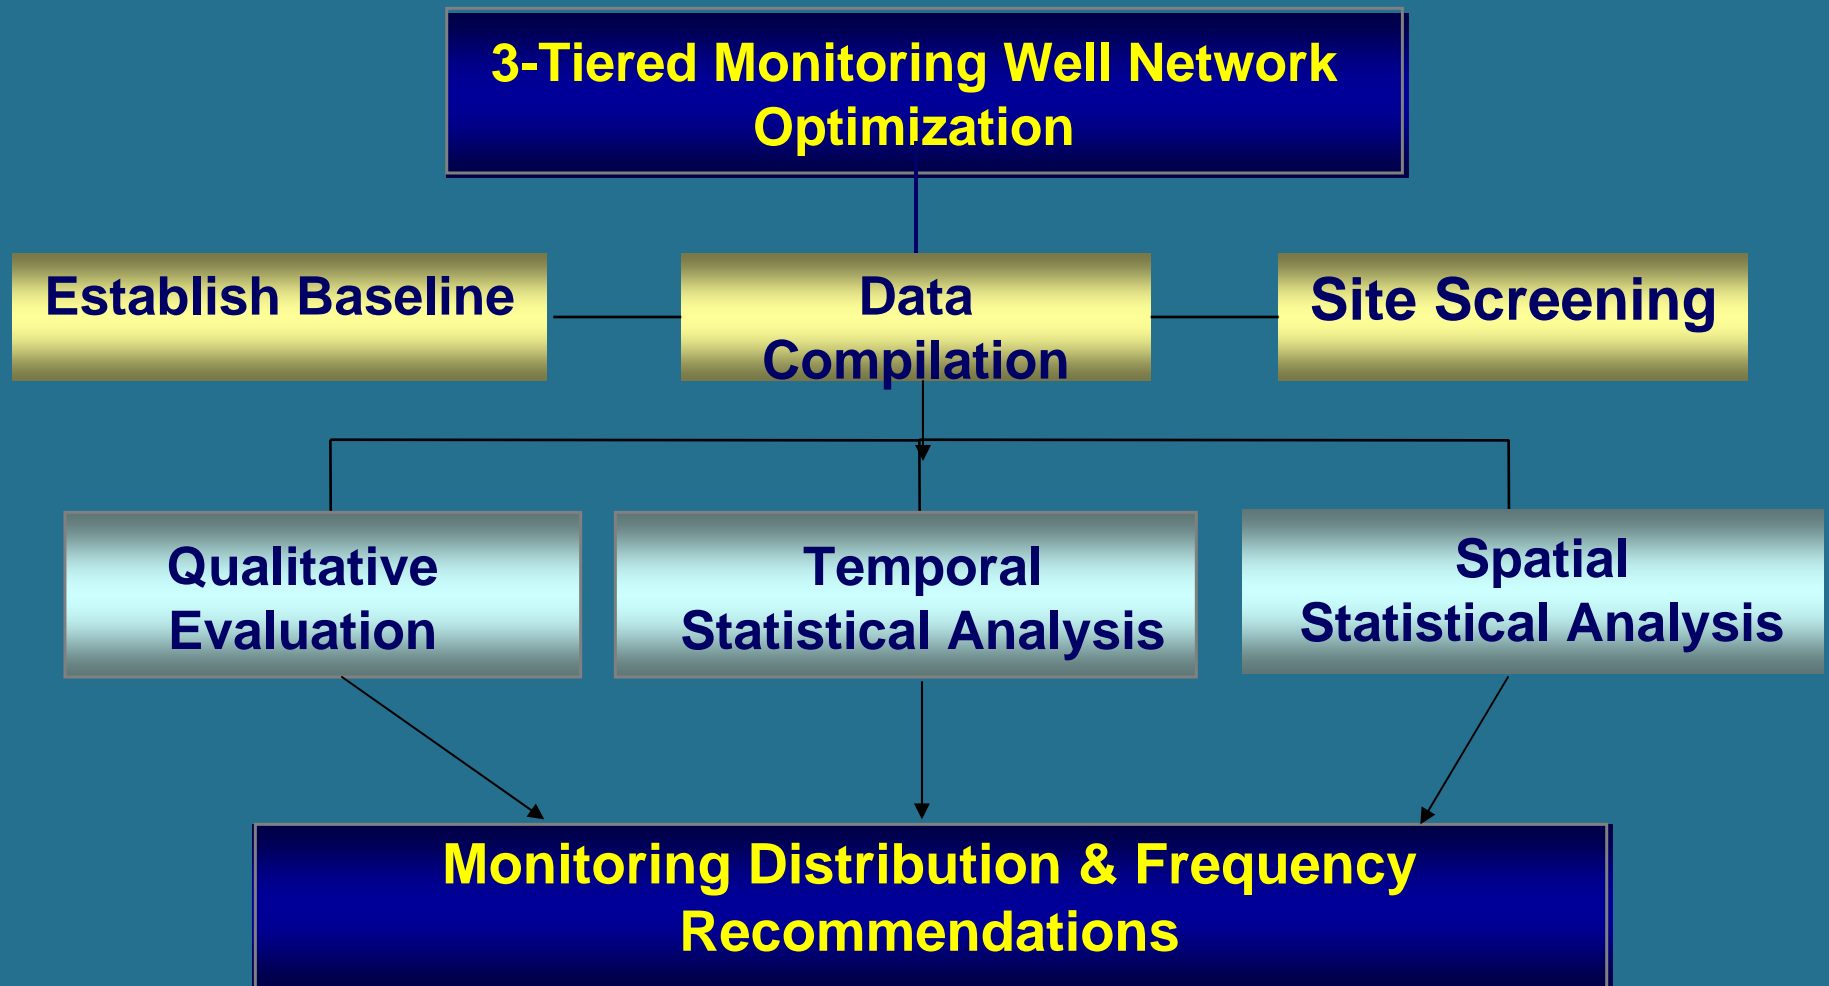 3-Tiered Monitoring Well Network
Optimization
Establish Baseline
Data
Compilation
Site Screening
Qualitative
Evaluation
Temporal
Statistical Analysis
Spatial
Statistical Analysis
Monitoring Distribution & Frequency
Recommendations